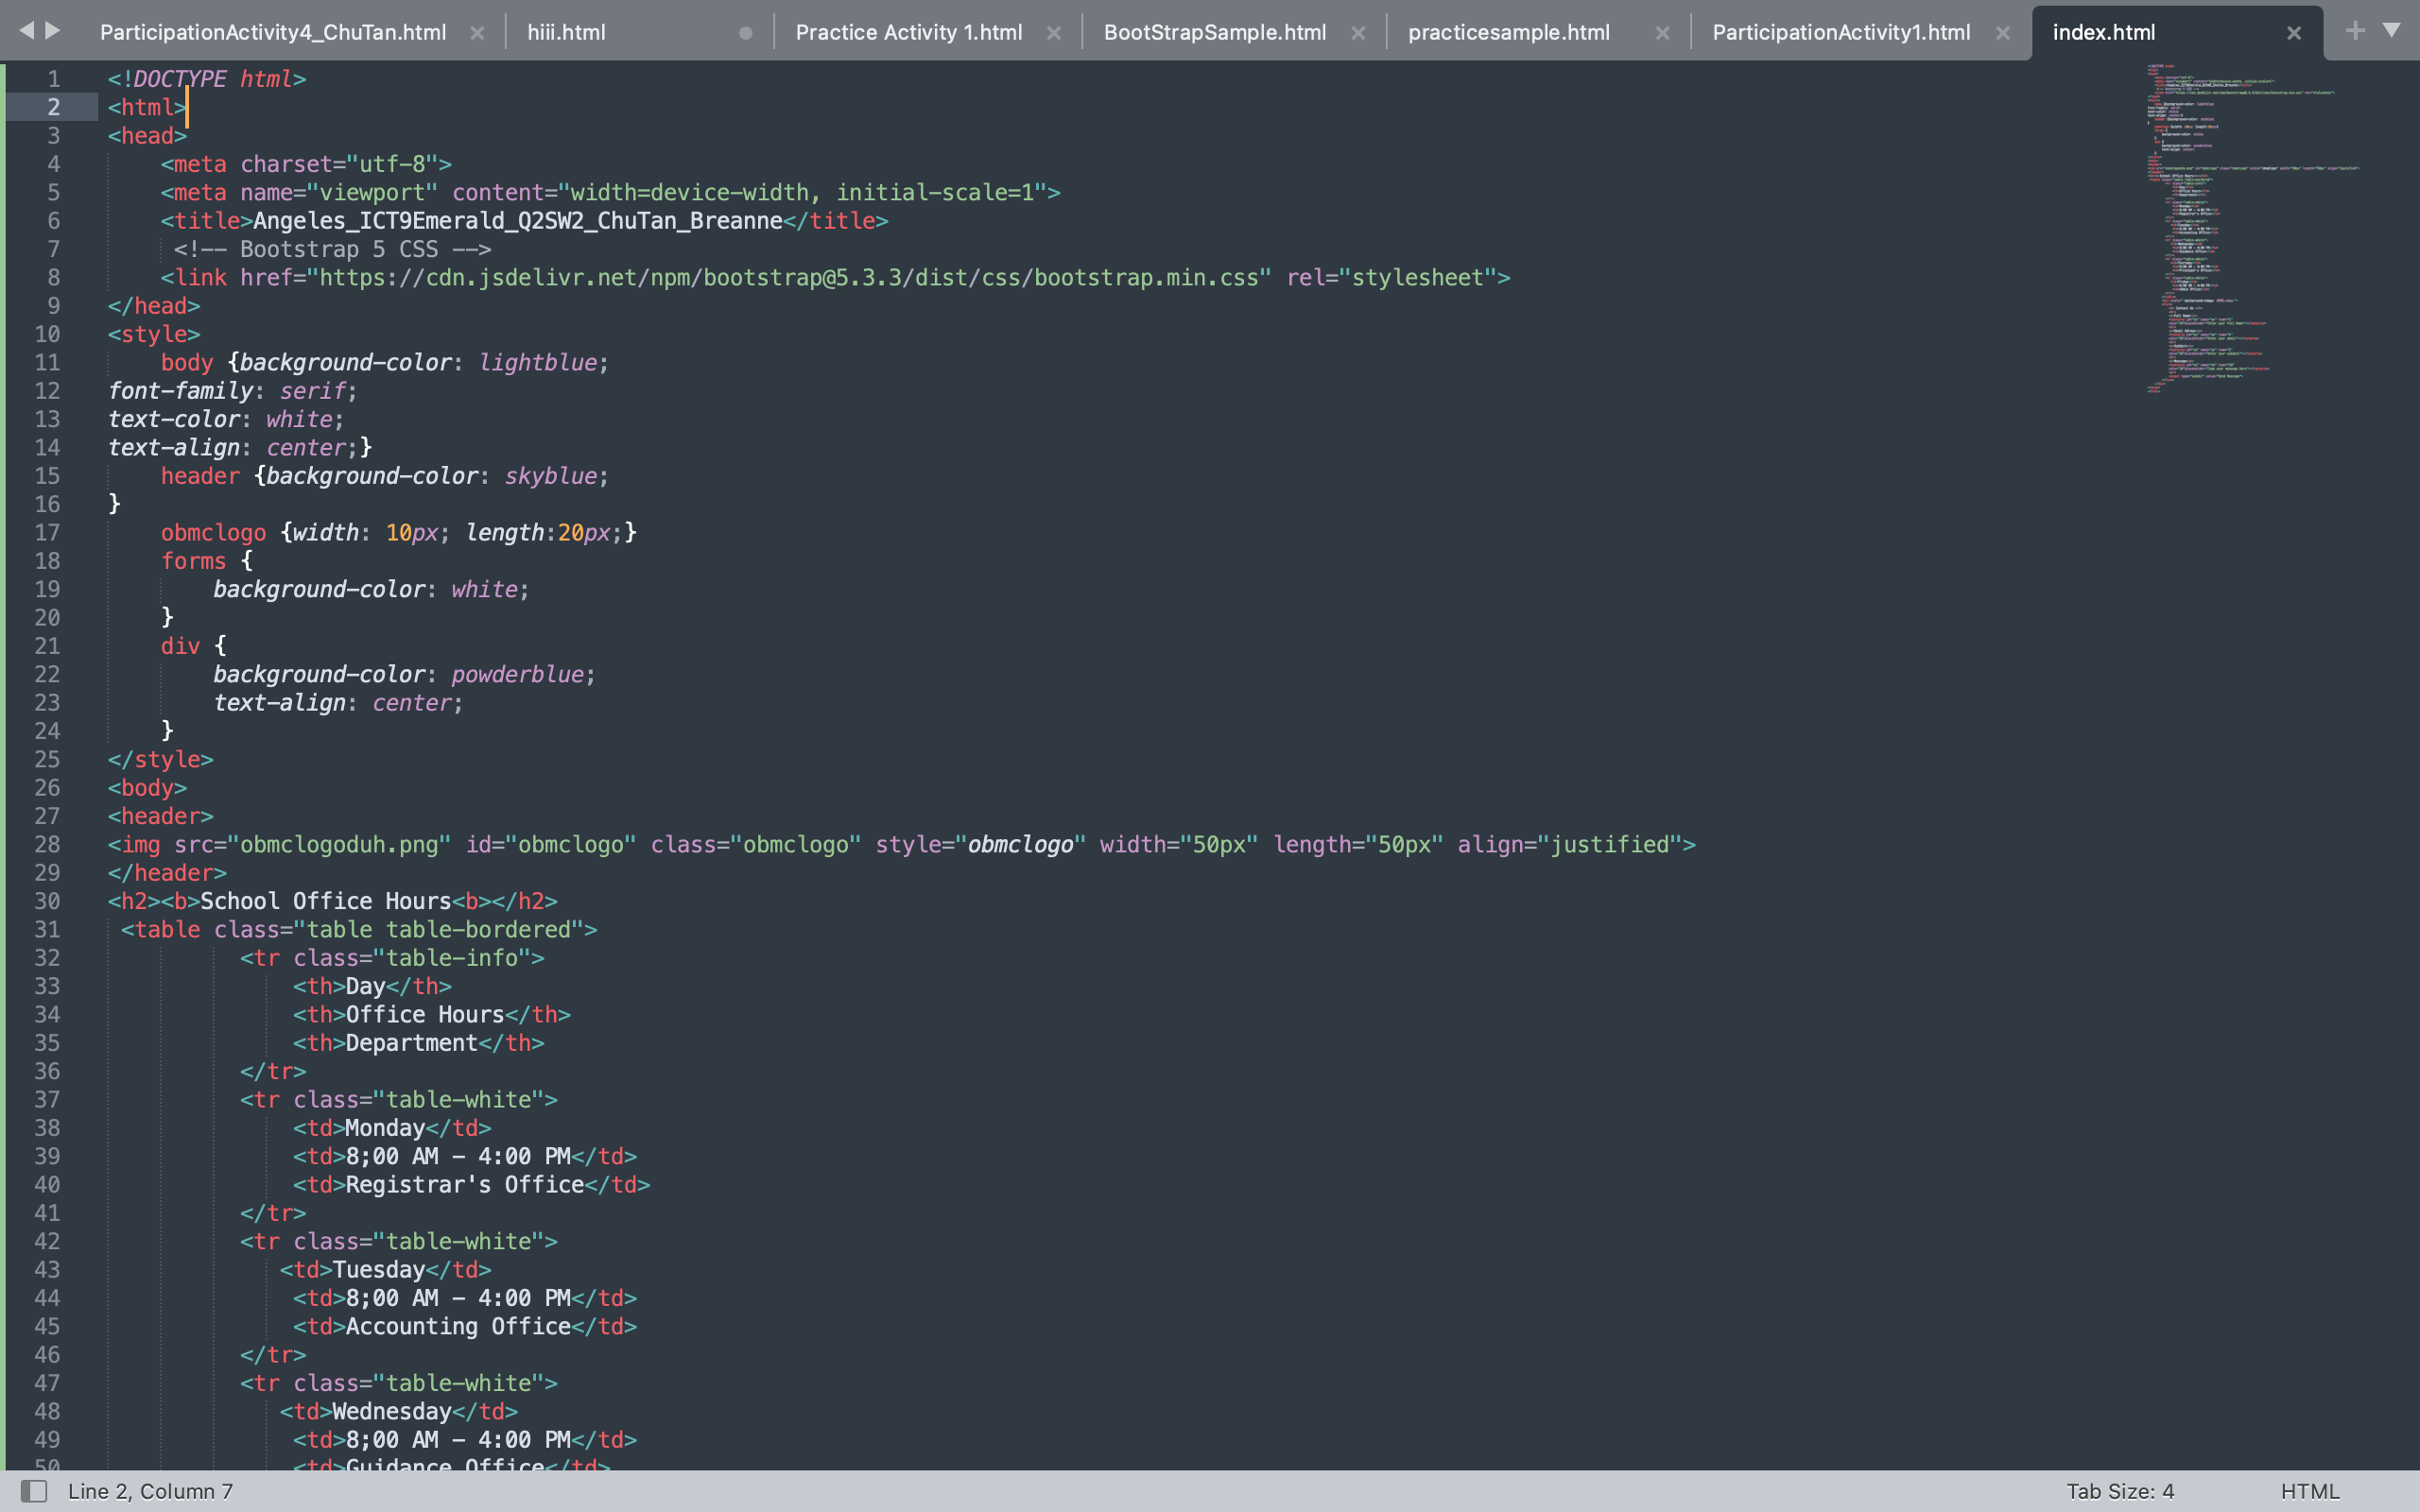 ParticipationActivity4_ChuTan.html hiii.html Practice Activity 1.html BootStrapSample.html practicesample.html ParticipationActivity1.html index.html
1 <!DOCTYPE html>
2 <html>
3 <head>
4 <meta charset="utf-8">
5 <meta name="viewport" content="width=device-width, initial-scale=1">
6 <title>Angeles_ICT9Emerald_Q2SW2_ChuTan_Breanne</title>
7 <!-- Bootstrap 5 CSS -->
8 <link href="https://cdn.jsdelivr.net/npm/bootstrap@5.3.3/dist/css/bootstrap.min.css" rel="stylesheet">
9 </head>
10 <style>
11 body {background-color: lightblue;
12 font-family: serif;
13 text-color: white;
14 text-align: center;}
15 header {background-color: skyblue;
16 }
17 obmclogo {width: 10px; length:20px;}
18 forms {
19 background-color: white;
20 }
21 div {
22 background-color: powderblue;
23 text-align: center;
24 }
25 </style>
26 <body>
27 <header>
28 <img src="obmclogoduh.png" id="obmclogo" class="obmclogo" style="obmclogo" width="50px" length="50px" align="justified">
29 </header>
30 <h2><b>School Office Hours<b></h2>
31 <table class="table table-bordered">
32 <tr class="table-info">
33 <th>Day</th>
34 <th>Office Hours</th>
35 <th>Department</th>
36 </tr>
37 <tr class="table-white">
38 <td>Monday</td>
39 <td>8;00 AM - 4:00 PM</td>
40 <td>Registrar's Office</td>
41 </tr>
42 <tr class="table-white">
43 <td>Tuesday</td>
44 <td>8;00 AM - 4:00 PM</td>
45 <td>Accounting Office</td>
46 </tr>
47 <tr class="table-white">
48 <td>Wednesday</td>
49 <td>8;00 AM - 4:00 PM</td>
50 <td>Guidance Office</td>
Line 2, Column 7 Tab Size: 4 HTML